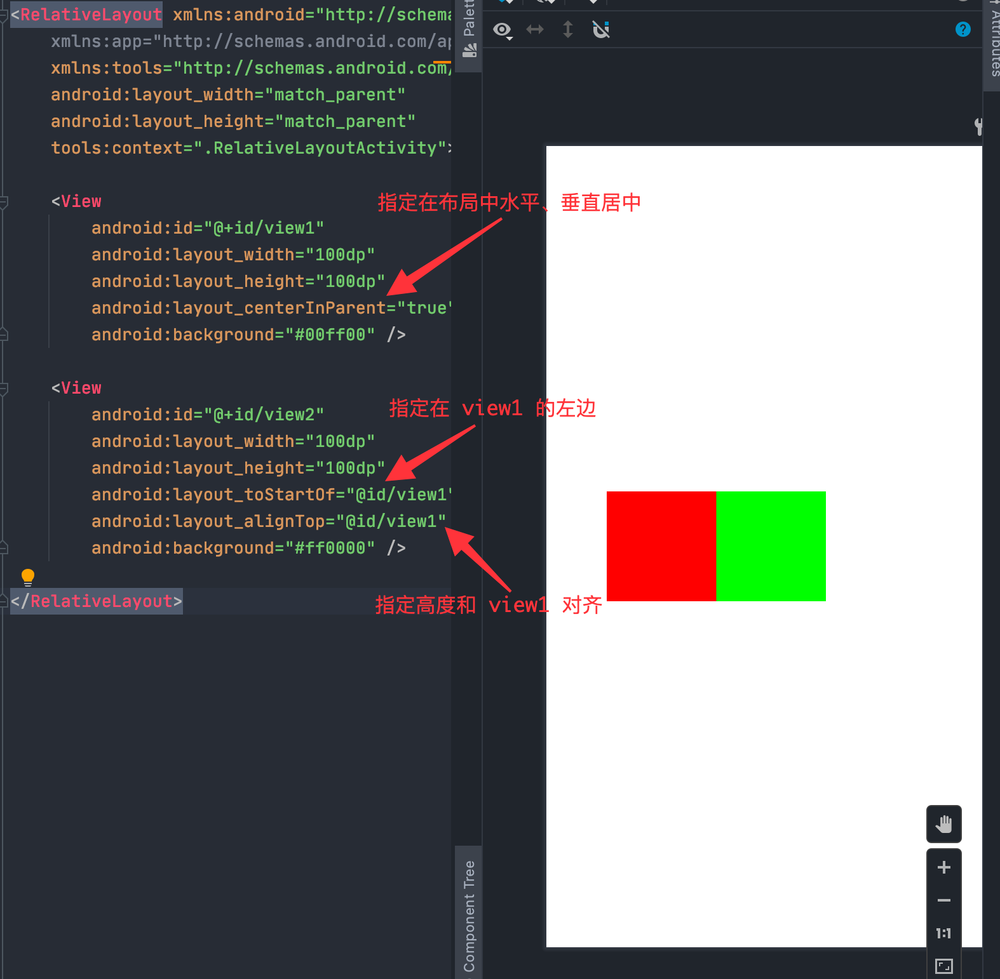 <RelativeLayout xmlns:android="http://schema
xmlns:app="http://schemas.android.com/ap
xmlns:tools="http://schemas.android.com/
android:layout_width="match_parent"
android:layout_height="match_parent"
tools:context=".RelativeLayoutActivity">
<View
指定在布局中水平、垂直居中
android:id="@+id/view1"
android:layout_width="100dp"
android:layout_height="100dp"
android:layout_centerInParent="true"
android:background="#00ff00" />
<View
指定在 view1 的左边
android:id="@+id/view2"
android:layout_width="100dp"
android:layout_height="100dp"
android:layout_toStartOf="@id/view1"
android:layout_alignTop="@id/view1"
android:background="#ff0000" />
</RelativeLayout>
指定高度和 view1 对齐
Palett
Component Tree
Attributes
?
1:1